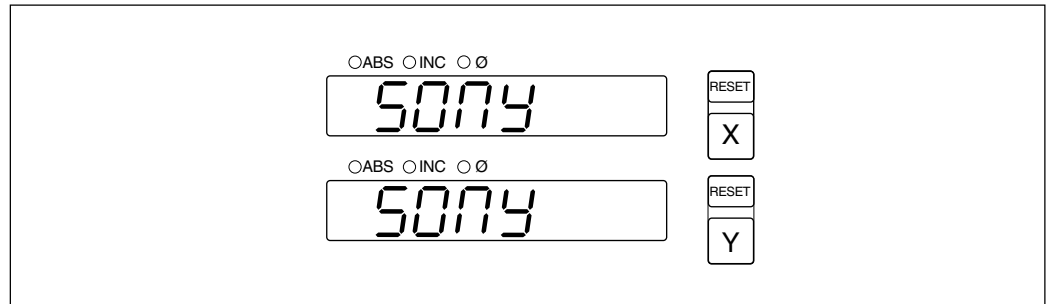 ABS INC Ø
SONY
RESET
X
ABS INC Ø
SONY
RESET
Y